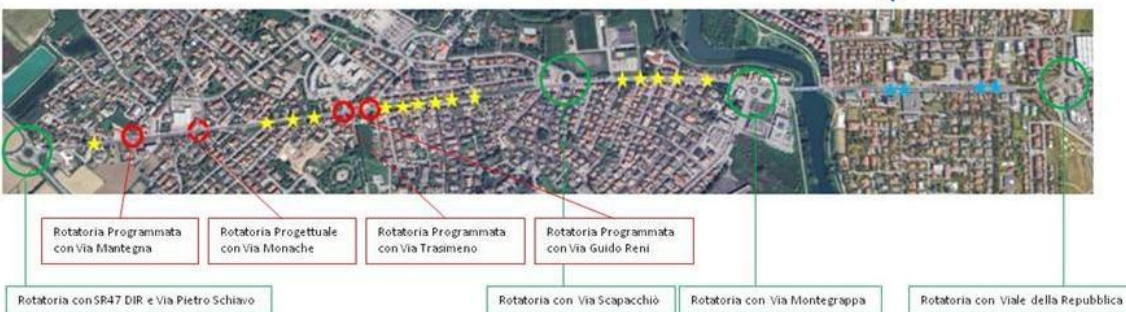 Rotatoria Programmata
con Via Mantegna
Rotatoria Progettuale
con Via Monache
Rotatoria Programmata
con Via Trasimeno
Rotatoria Programmata
con Via Guido Reni
Rotatoria con SR47 DIR e Via Pietro Schiavo
Rotatoria con Via Scapacchiò
Rotatoria con Via Montegrappa
Rotatoria con Viale della Repubblica